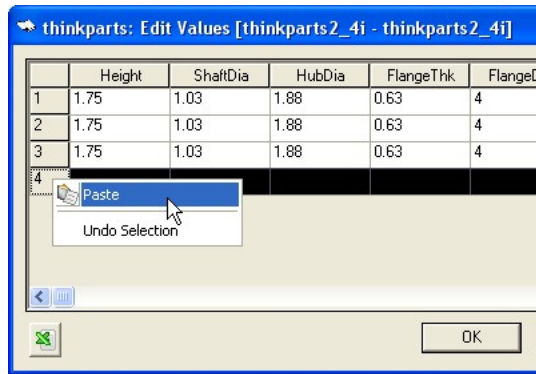 thinkparts: Edit Values [thinkparts2_4i - thinkparts2_4i]
Height ShaftDia HubDia FlangeThk FlangeD
1 1.75 1.03 1.88 0.63 4
2 1.75 1.03 1.88 0.63 4
3 1.75 1.03 1.88 0.63 4
4
Paste
Undo Selection
OK